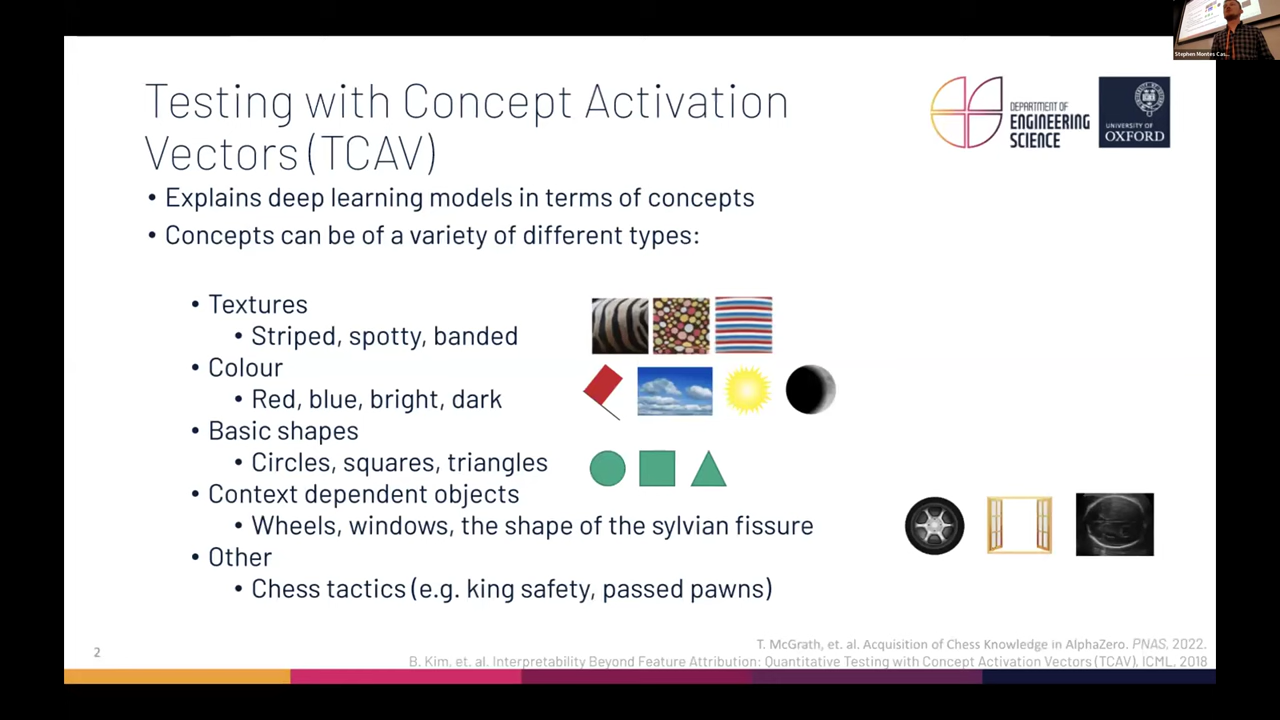 Stephen Montes Cas...
Testing with Concept Activation
Vectors (TCAV)
DEPARTMENT OF
ENGINEERING
SCIENCE
UNIVERSITY OF
OXFORD
• Explains deep learning models in terms of concepts
• Concepts can be of a variety of different types:
• Textures
• Striped, spotty, banded
• Colour
• Red, blue, bright, dark
• Basic shapes
• Circles, squares, triangles
• Context dependent objects
• Wheels, windows, the shape of the sylvian fissure
• Other
• Chess tactics (e.g. king safety, passed pawns)
T. McGrath, et. al. Acquisition of Chess Knowledge in AlphaZero. PNAS, 2022.
2
B. Kim. et. al. Interpretability Beyond Feature Attribution: Quantitative Testing with Concept Activation Vectors (TCAV), ICML. 2018